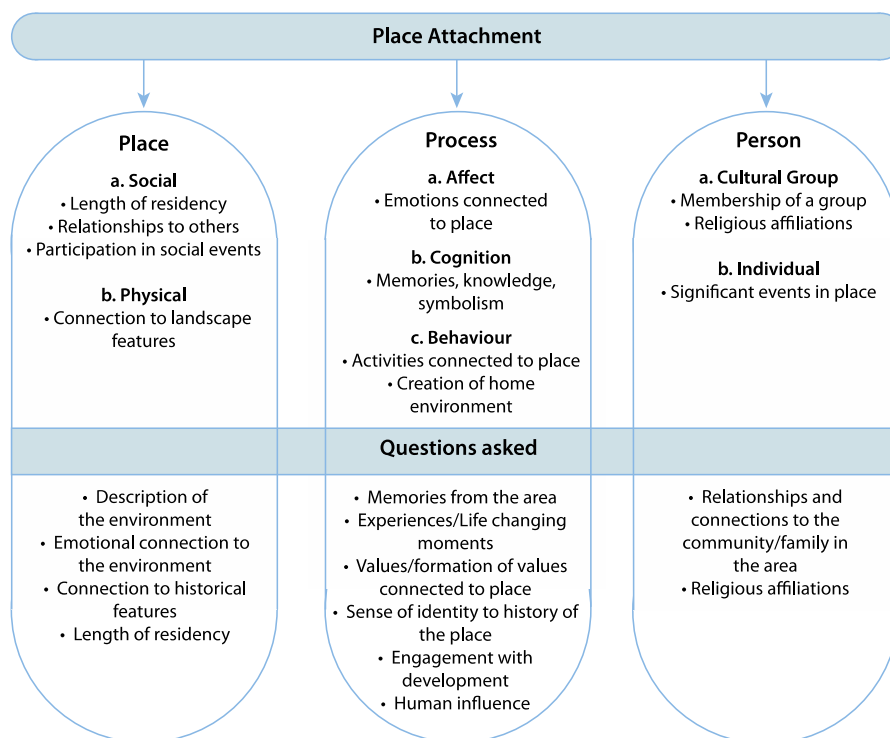 Place Attachment
Place
a. Social
• Length of residency
• Relationships to others
• Participation in social events
b. Physical
• Connection to landscape
features
Process
a. Affect
• Emotions connected
to place
b. Cognition
• Memories, knowledge,
symbolism
c. Behaviour
• Activities connected to place
• Creation of home
environment
Person
a. Cultural Group
• Membership of a group
• Religious affiliations
b. Individual
• Significant events in place
Questions asked
• Description of
the environment
• Emotional connection to
the environment
• Connection to historical
features
• Length of residency
• Memories from the area
• Experiences/Life changing
moments
• Values/formation of values
connected to place
• Sense of identity to history of
the place
• Engagement with
development
• Human influence
• Relationships and
connections to the
community/family in
the area
• Religious affiliations